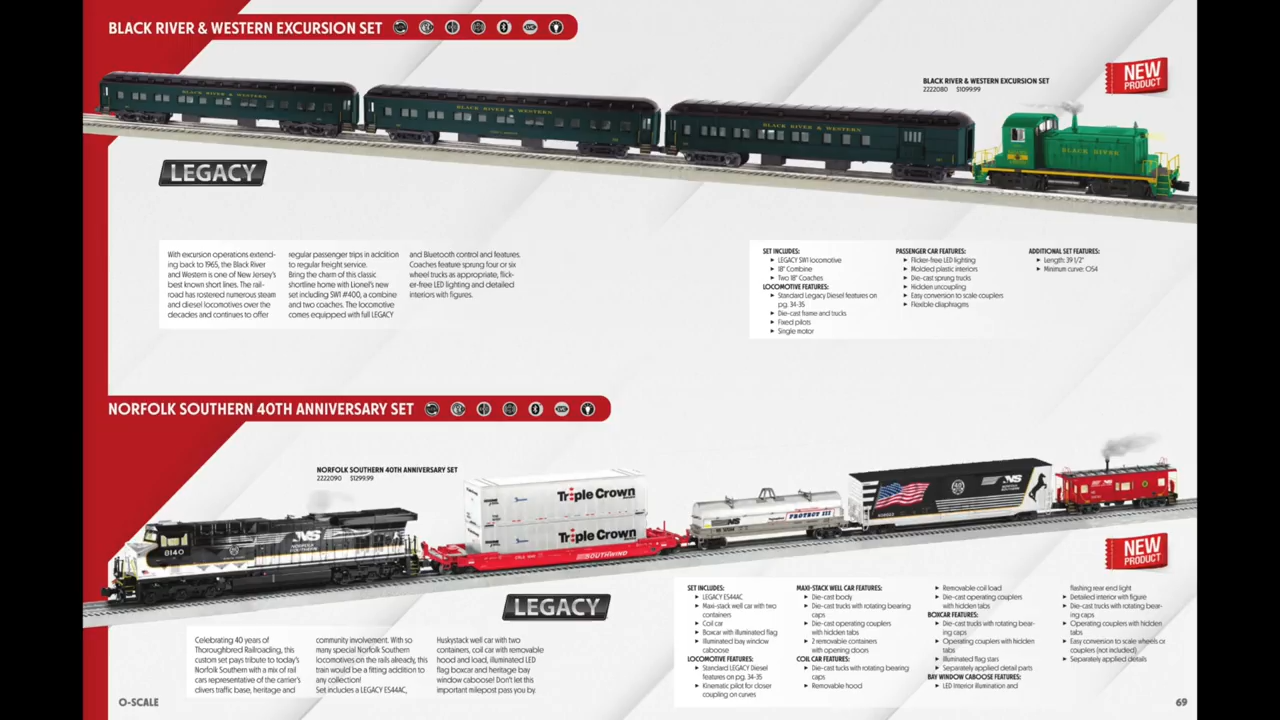 BLACK RIVER & WESTERN EXCURSION SET
BLACK RIVER & WESTERN EXCURSION SET
2222080 $1099.99
NEW
PRODUCT
BLACK RIVER & WESTERN
BLACK RIVER & WESTERN
BLACK RIVER & WESTERN
BLACK RIVER
LEGACY
With excursion operations extend-
ing back to 1965, the Black River
and Western is one of New Jersey's
best known short lines. The rail-
road has rostered numerous steam
and diesel locomotives over the
decades and continues to offer
regular passenger trips in addition
to regular freight service.
Bring the charm of this classic
shortline home with Lionel's new
set including SW1 #400, a combine
and two coaches. The locomotive
comes equipped with full LEGACY
and Bluetooth control and features.
Coaches feature sprung four or six
wheel trucks as appropriate, flick-
er-free LED lighting and detailed
interiors with figures.
SET INCLUDES:
► LEGACY SW1 locomotive
► 18" Combine
► Two 18" Coaches
LOCOMOTIVE FEATURES:
► Standard Legacy Diesel features on
pg. 34-35
► Die-cast frame and trucks
► Fixed pilots
► Single motor
PASSENGER CAR FEATURES:
► Flicker-free LED lighting
► Molded plastic interiors
► Die-cast sprung trucks
► Hidden uncoupling
► Easy conversion to scale couplers
► Flexible diaphragms
ADDITIONAL SET FEATURES:
► Length: 39 1/2"
► Minimum curve: O54
NORFOLK SOUTHERN 40TH ANNIVERSARY SET
NORFOLK SOUTHERN 40TH ANNIVERSARY SET
2222090 $1299.99
8140
NS
NORFOLK
SOUTHERN
Triple Crown
Triple Crown
SOUTHWIND
NS
PROTECT III
NS
NEW
PRODUCT
LEGACY
Celebrating 40 years of
Thoroughbred Railroading, this
custom set pays tribute to today's
Norfolk Southern with a mix of rail
cars representative of the carrier's
divers traffic base, heritage and
community involvement. With so
many special Norfolk Southern
locomotives on the rails already, this
train would be a fitting addition to
any collection!
Set includes a LEGACY ES44AC,
Huskystack well car with two
containers, coil car with removable
hood and load, illuminated LED
flag boxcar and heritage bay
window caboose! Don't let this
important milepost pass you by.
SET INCLUDES:
► LEGACY ES44AC
► Maxi-stack well car with two
containers
► Coil car
► Boxcar with illuminated flag
► Illuminated bay window
caboose
LOCOMOTIVE FEATURES:
► Standard LEGACY Diesel
features on pg. 34-35
► Kinematic pilot for closer
coupling on curves
MAXI-STACK WELL CAR FEATURES:
► Die-cast body
► Die-cast trucks with rotating bearing
caps
► Die-cast operating couplers
with hidden tabs
► 2 removable containers
with opening doors
COIL CAR FEATURES:
► Die-cast tucks with rotating bearing
caps
► Removable hood
► Removable coil load
► Die-cast operating couplers
with hidden tabs
BOXCAR FEATURES:
► Die-cast trucks with rotating bear-
ing caps
► Operating couplers with hidden
tabs
► Illuminated flag stars
► Separately applied detail parts
BAY WINDOW CABOOSE FEATURES:
► LED Interior illumination and
flashing rear end light
► Detailed interior with figure
► Die-cast trucks with rotating bear-
ing caps
► Operating couplers with hidden
tabs
► Easy conversion to scale wheels or
couplers (not included)
► Separately applied details
O-SCALE
69